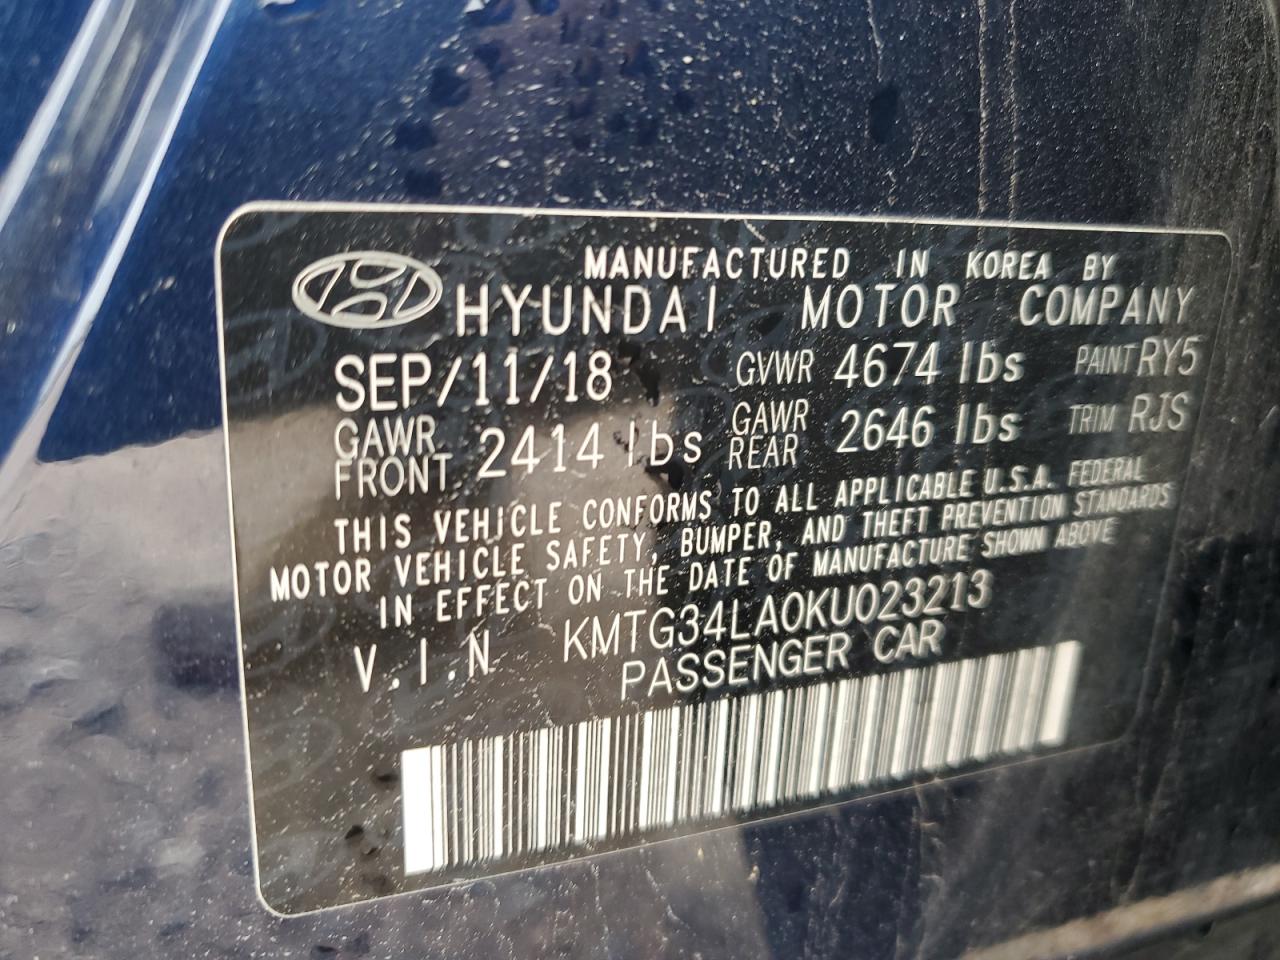 MANUFACTURED IN KOREA BY
HYUNDAI MOTOR COMPANY
SEP/11/18 GVWR 4674 lbs PAINT RY5
GAWR FRONT 2414 lbs GAWR REAR 2646 lbs TRIM RJS
THIS VEHICLE CONFORMS TO ALL APPLICABLE U.S.A. FEDERAL
MOTOR VEHICLE SAFETY, BUMPER, AND THEFT PREVENTION STANDARDS
IN EFFECT ON THE DATE OF MANUFACTURE SHOWN ABOVE
V.I.N KMTG34LA0KU023213
PASSENGER CAR